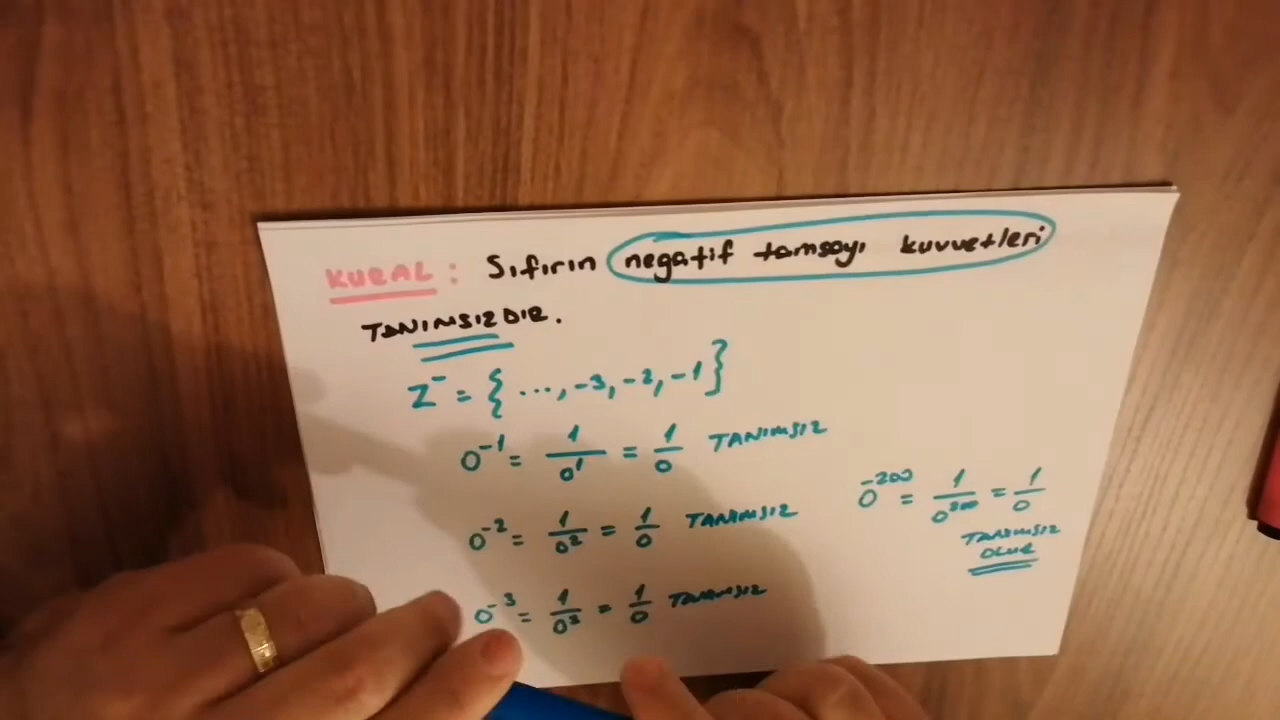 KURAL: Sıfırın negatif tamsayı kuvvetleri
TANIMSIZDIR.
Z⁻ = {..., -3, -2, -1}
0⁻¹ = 1/0¹ = 1/0 TANIMSIZ
0⁻² = 1/0² = 1/0 TANIMSIZ
0⁻³ = 1/0³ = 1/0 TANIMSIZ
0⁻²⁰⁰ = 1/0²⁰⁰ = 1/0
TANIMSIZ
OLUR